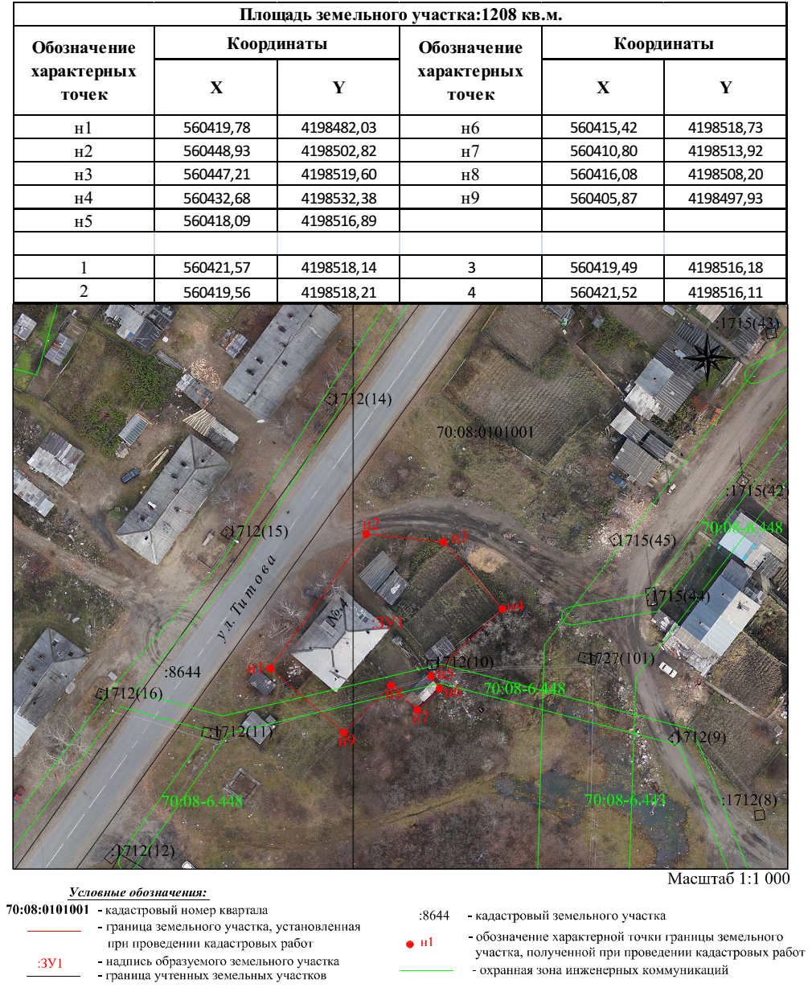 Площадь земельного участка:1208 кв.м.
Обозначение характерных точек Координаты Обозначение характерных точек Координаты
X Y X Y
н1 560419,78 4198482,03 н6 560415,42 4198518,73
н2 560448,93 4198502,82 н7 560410,80 4198513,92
н3 560447,21 4198519,60 н8 560416,08 4198508,20
н4 560432,68 4198532,38 н9 560405,87 4198497,93
н5 560418,09 4198516,89
1 560421,57 4198518,14 3 560419,49 4198516,18
2 560419,56 4198518,21 4 560421,52 4198516,11
:1715(43)
:1712(14)
70:08:0101001
:1715(42)
н2
:1712(15)
70:08-6.448
н3
:1715(45)
ул.Титова
:1715(44)
н4
№4
:ЗУ1
:1727(101)
:1712(10)
н1
:8644
н5
70:08-6.448
:1712(16)
н8
н6
н7
:1712(11)
:1712(9)
н9
70:08-6.448
70:08-6.443
:1712(8)
:1712(12)
Масштаб 1:1 000
Условные обозначения:
70:08:0101001 - кадастровый номер квартала
- граница земельного участка, установленная
при проведении кадастровых работ
:ЗУ1 - надпись образуемого земельного участка
- граница учтенных земельных участков
:8644 - кадастровый земельного участка
н1 - обозначение характерной точки границы земельного
участка, полученной при проведении кадастровых работ
- охранная зона инженерных коммуникаций